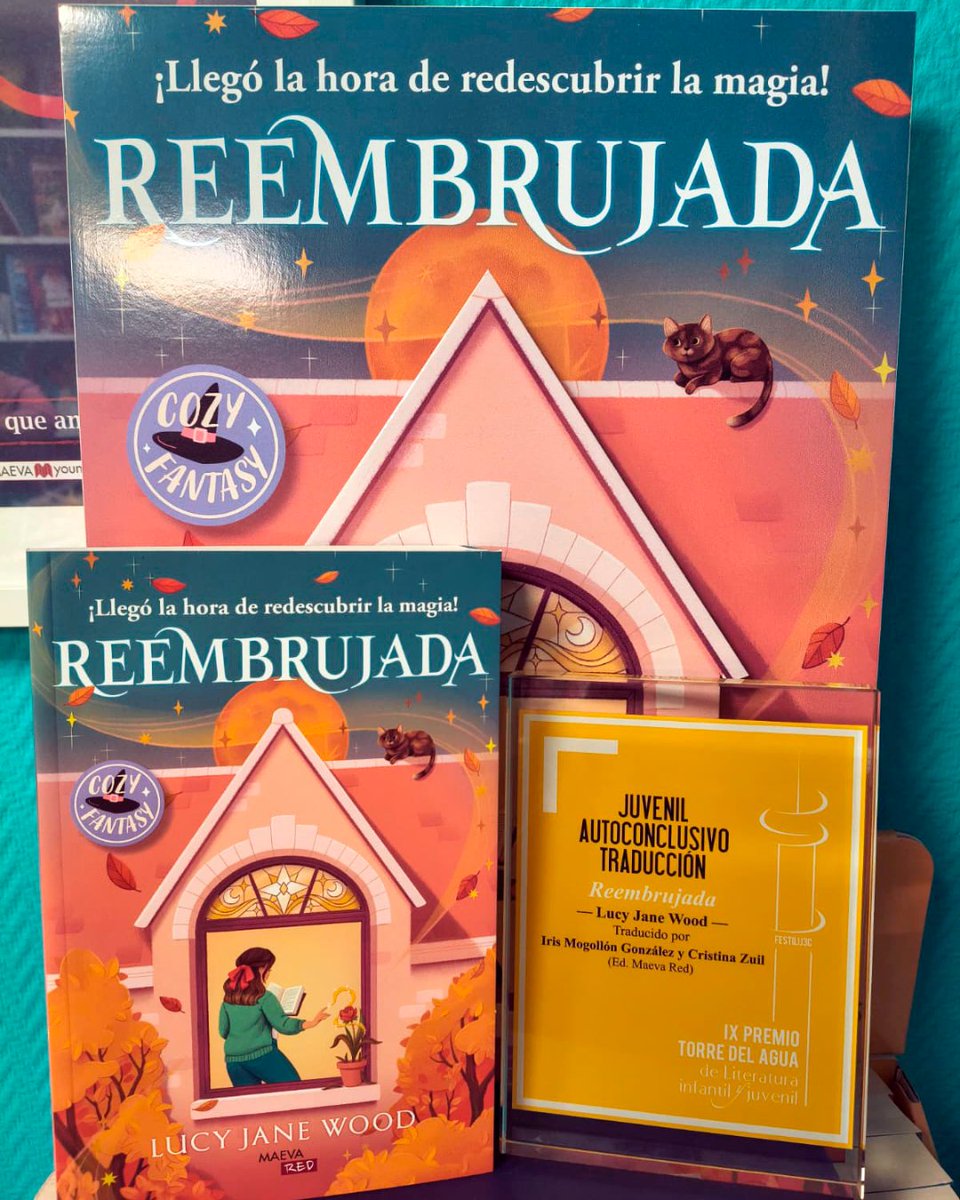 ¡Llegó la hora de redescubrir la magia!
REEMBRUJADA
COZY
FANTASY
que
MAEVA
¡Llegó la hora de redescubrir la magia!
REEMBRUJADA
COZY
FANTASY
LUCY JANE WOOD
MAEVA
RED
JUVENIL
AUTOCONCLUSIVO
TRADUCCIÓN
Reembrujada
— Lucy Jane Wood —
Traducido por
Iris Mogollón González y Cristina Zuil
(Ed. Maeva Red)
FESTILIJ3C
IX PREMIO
TORRE DEL AGUA
de Literatura
infantil y juvenil